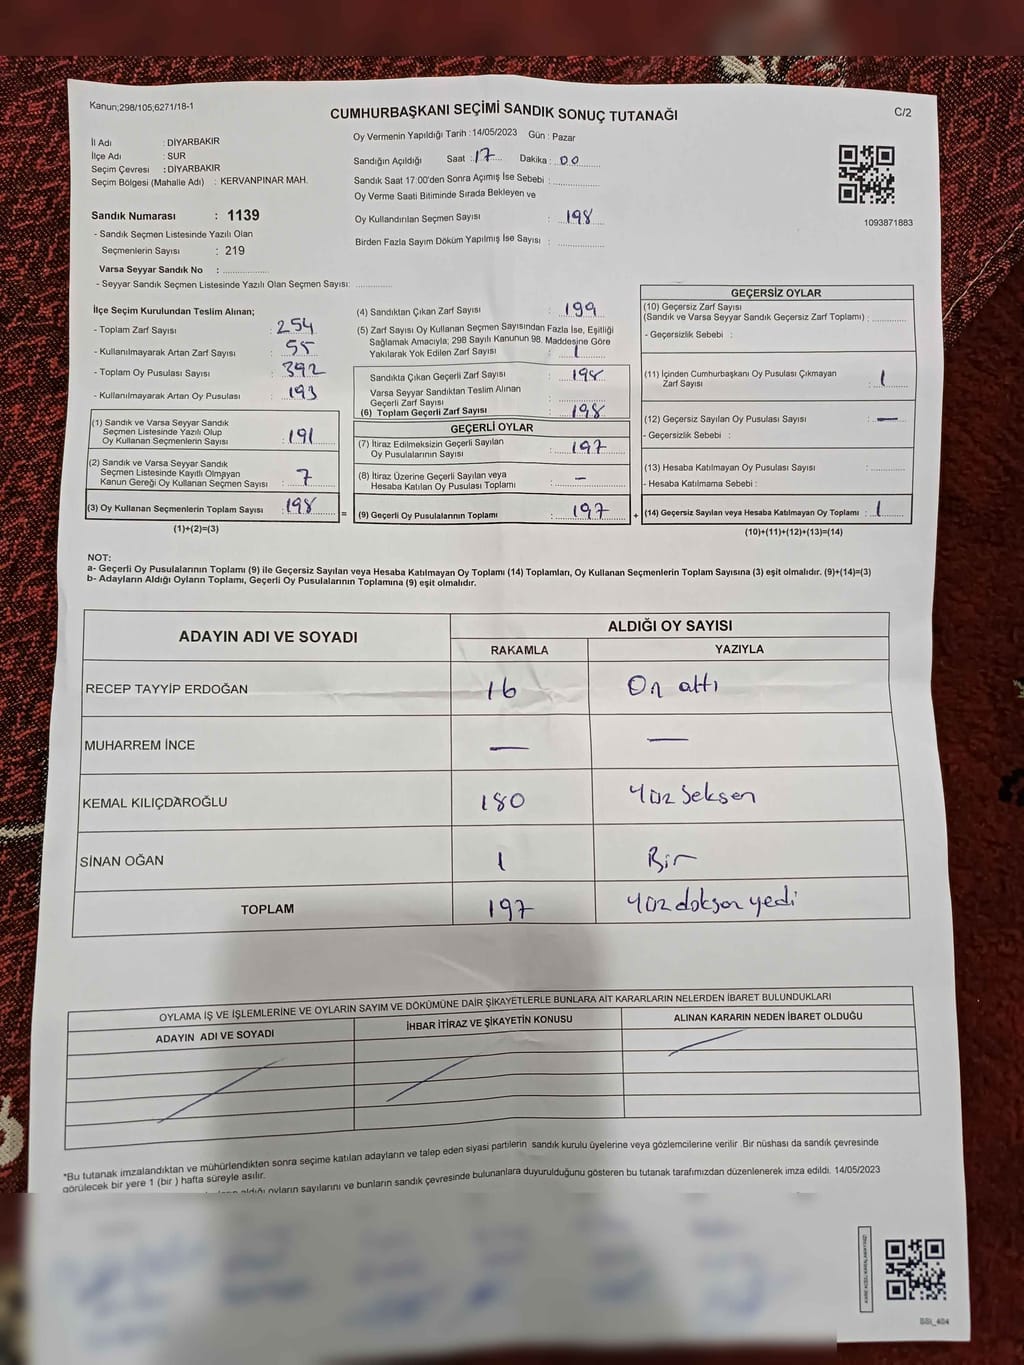 Kanun;298/105,6271/18-1
CUMHURBAŞKANI SEÇİMİ SANDIK SONUÇ TUTANAĞI
C/2
İl Adı : DİYARBAKIR
İlçe Adı : SUR
Seçim Çevresi : DİYARBAKIR
Seçim Bölgesi (Mahalle Adı) : KERVANPINAR MAH.
Sandık Numarası : 1139
- Sandık Seçmen Listesinde Yazılı Olan
Seçmenlerin Sayısı : 219
Varsa Seyyar Sandık No :
- Seyyar Sandık Seçmen Listesinde Yazılı Olan Seçmen Sayısı:
Oy Vermenin Yapıldığı Tarih :14/05/2023 Gün : Pazar
Sandığın Açıldığı Saat : 17 Dakika : 00
Sandık Saat 17:00'den Sonra Açımış İse Sebebi :
Oy Verme Saati Bitiminde Sırada Bekleyen ve
Oy Kullandırılan Seçmen Sayısı : 198
Birden Fazla Sayım Döküm Yapılmış İse Sayısı :
1093871883
İlçe Seçim Kurulundan Teslim Alınan;
- Toplam Zarf Sayısı : 254
- Kullanılmayarak Artan Zarf Sayısı : 55
- Toplam Oy Pusulası Sayısı : 392
- Kullanılmayarak Artan Oy Pusulası : 193
(1) Sandık ve Varsa Seyyar Sandık
Seçmen Listesinde Yazılı Olup
Oy Kullanan Seçmenlerin Sayısı : 191
(2) Sandık ve Varsa Seyyar Sandık
Seçmen Listesinde Kayıtlı Olmayan
Kanun Gereği Oy Kullanan Seçmen Sayısı : 7
(3) Oy Kullanan Seçmenlerin Toplam Sayısı : 198
(1)+(2)=(3)
(4) Sandıktan Çıkan Zarf Sayısı : 199
(5) Zarf Sayısı Oy Kullanan Seçmen Sayısından Fazla İse, Eşitliği
Sağlamak Amacıyla; 298 Sayılı Kanunun 98. Maddesine Göre
Yakılarak Yok Edilen Zarf Sayısı : 1
Sandıkta Çıkan Geçerli Zarf Sayısı : 198
Varsa Seyyar Sandıktan Teslim Alınan
Geçerli Zarf Sayısı :
(6) Toplam Geçerli Zarf Sayısı : 198
GEÇERLİ OYLAR
(7) İtiraz Edilmeksizin Geçerli Sayılan
Oy Pusulalarının Sayısı : 197
(8) İtiraz Üzerine Geçerli Sayılan veya
Hesaba Katılan Oy Pusulası Toplamı : —
= (9) Geçerli Oy Pusulalarının Toplamı : 197
GEÇERSİZ OYLAR
(10) Geçersiz Zarf Sayısı
(Sandık ve Varsa Seyyar Sandık Geçersiz Zarf Toplamı) :
- Geçersizlik Sebebi :
(11) İçinden Cumhurbaşkanı Oy Pusulası Çıkmayan
Zarf Sayısı : 1
(12) Geçersiz Sayılan Oy Pusulası Sayısı : —
- Geçersizlik Sebebi :
(13) Hesaba Katılmayan Oy Pusulası Sayısı :
- Hesaba Katılmama Sebebi :
+ (14) Geçersiz Sayılan veya Hesaba Katılmayan Oy Toplamı : 1
(10)+(11)+(12)+(13)=(14)
NOT:
a- Geçerli Oy Pusulalarının Toplamı (9) ile Geçersiz Sayılan veya Hesaba Katılmayan Oy Toplamı (14) Toplamları, Oy Kullanan Seçmenlerin Toplam Sayısına (3) eşit olmalıdır. (9)+(14)=(3)
b- Adayların Aldığı Oyların Toplamı, Geçerli Oy Pusulalarının Toplamına (9) eşit olmalıdır.
ADAYIN ADI VE SOYADI ALDIĞI OY SAYISI
RAKAMLA YAZIYLA
RECEP TAYYİP ERDOĞAN 16 On altı
MUHARREM İNCE — —
KEMAL KILIÇDAROĞLU 180 Yüz Seksen
SİNAN OĞAN 1 Bir
TOPLAM 197 Yüz doksan yedi
OYLAMA İŞ VE İŞLEMLERİNE VE OYLARIN SAYIM VE DÖKÜMÜNE DAİR ŞİKAYETLERLE BUNLARA AİT KARARLARIN NELERDEN İBARET BULUNDUKLARI
ADAYIN ADI VE SOYADI İHBAR İTİRAZ VE ŞİKAYETİN KONUSU ALINAN KARARIN NEDEN İBARET OLDUĞU
*Bu tutanak imzalandıktan ve mühürlendikten sonra seçime katılan adayların ve talep eden siyasi partilerin sandık kurulu üyelerine veya gözlemcilerine verilir .Bir nüshası da sandık çevresinde
görülecek bir yere 1 (bir ) hafta süreyle asılır.
aldığı oyların sayılarını ve bunların sandık çevresinde bulunanlara duyurulduğunu gösteren bu tutanak tarafımızdan düzenlenerek imza edildi. 14/05/2023